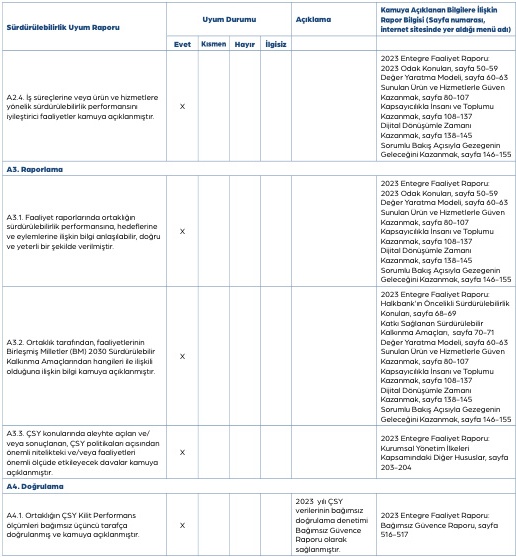 Sürdürülebilirlik Uyum Raporu
Uyum Durumu
Açıklama
Kamuya Açıklanan Bilgilere İlişkin
Rapor Bilgisi (Sayfa numarası,
internet sitesinde yer aldığı menü adı)
Evet
Kısmen
Hayır
İlgisiz
A2.4. İş süreçlerine veya ürün ve hizmetlere
yönelik sürdürülebilirlik performansını
iyileştirici faaliyetler kamuya açıklanmıştır.
X
2023 Entegre Faaliyet Raporu:
2023 Odak Konuları, sayfa 50-59
Değer Yaratma Modeli, sayfa 60-63
Sunulan Ürün ve Hizmetlerle Güven
Kazanmak, sayfa 80-107
Kapsayıcılıkla İnsanı ve Toplumu
Kazanmak, sayfa 108-137
Dijital Dönüşümle Zamanı
Kazanmak, sayfa 138-145
Sorumlu Bakış Açısıyla Gezegenin
Geleceğini Kazanmak, sayfa 146-155
A3. Raporlama
A3.1. Faaliyet raporlarında ortaklığın
sürdürülebilirlik performansına, hedeflerine
ve eylemlerine ilişkin bilgi anlaşılabilir, doğru
ve yeterli bir şekilde verilmiştir.
X
2023 Entegre Faaliyet Raporu:
2023 Odak Konuları, sayfa 50-59
Değer Yaratma Modeli, sayfa 60-63
Sunulan Ürün ve Hizmetlerle Güven
Kazanmak, sayfa 80-107
Kapsayıcılıkla İnsanı ve Toplumu
Kazanmak, sayfa 108-137
Dijital Dönüşümle Zamanı
Kazanmak, sayfa 138-145
Sorumlu Bakış Açısıyla Gezegenin
Geleceğini Kazanmak, sayfa 146-155
A3.2. Ortaklık tarafından, faaliyetlerinin
Birleşmiş Milletler (BM) 2030 Sürdürülebilir
Kalkınma Amaçlarından hangileri ile ilişkili
olduğuna ilişkin bilgi kamuya açıklanmıştır.
X
2023 Entegre Faaliyet Raporu:
Halkbank'ın Öncelikli Sürdürülebilirlik
Konuları, sayfa 68-69
Katkı Sağlanan Sürdürülebilir
Kalkınma Amaçları, sayfa 70-71
Değer Yaratma Modeli, sayfa 60-63
Sunulan Ürün ve Hizmetlerle Güven
Kazanmak, sayfa 80-107
Kapsayıcılıkla İnsanı ve Toplumu
Kazanmak, sayfa 108-137
Dijital Dönüşümle Zamanı
Kazanmak, sayfa 138-145
Sorumlu Bakış Açısıyla Gezegenin
Geleceğini Kazanmak, sayfa 146-155
A3.3. ÇSY konularında aleyhte açılan ve/
veya sonuçlanan, ÇSY politikaları açısından
önemli nitelikteki ve/veya faaliyetleri
önemli ölçüde etkileyecek davalar kamuya
açıklanmıştır.
X
2023 Entegre Faaliyet Raporu:
Kurumsal Yönetim İlkeleri
Kapsamındaki Diğer Hususlar, sayfa
203-204
A4. Doğrulama
A4.1. Ortaklığın ÇSY Kilit Performans
ölçümleri bağımsız üçüncü tarafça
doğrulanmış ve kamuya açıklanmıştır.
X
2023 yılı ÇSY
verilerinin bağımsız
doğrulama denetimi
Bağımsız Güvence
Raporu olarak
sağlanmıştır.
2023 Entegre Faaliyet Raporu:
Bağımsız Güvence Raporu, sayfa
516-517